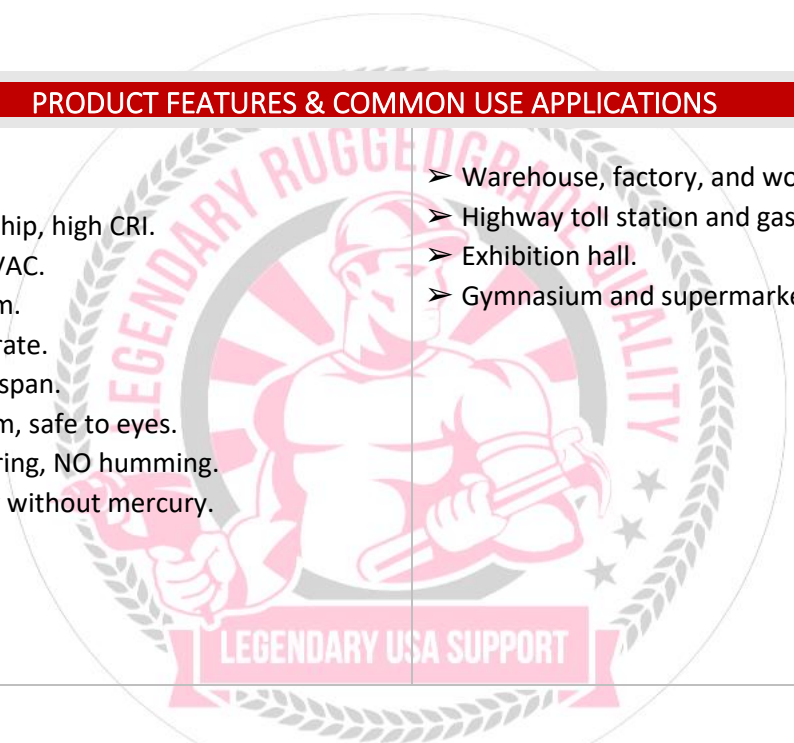 PRODUCT FEATURES & COMMON USE APPLICATIONS
hip, high CRI.
VAC.
m.
rate.
span.
m, safe to eyes.
ring, NO humming.
without mercury.
➢ Warehouse, factory, and wo
➢ Highway toll station and gas
➢ Exhibition hall.
➢ Gymnasium and supermarke
LEGENDARY RUGGEDGRADE QUALITY
LEGENDARY USA SUPPORT